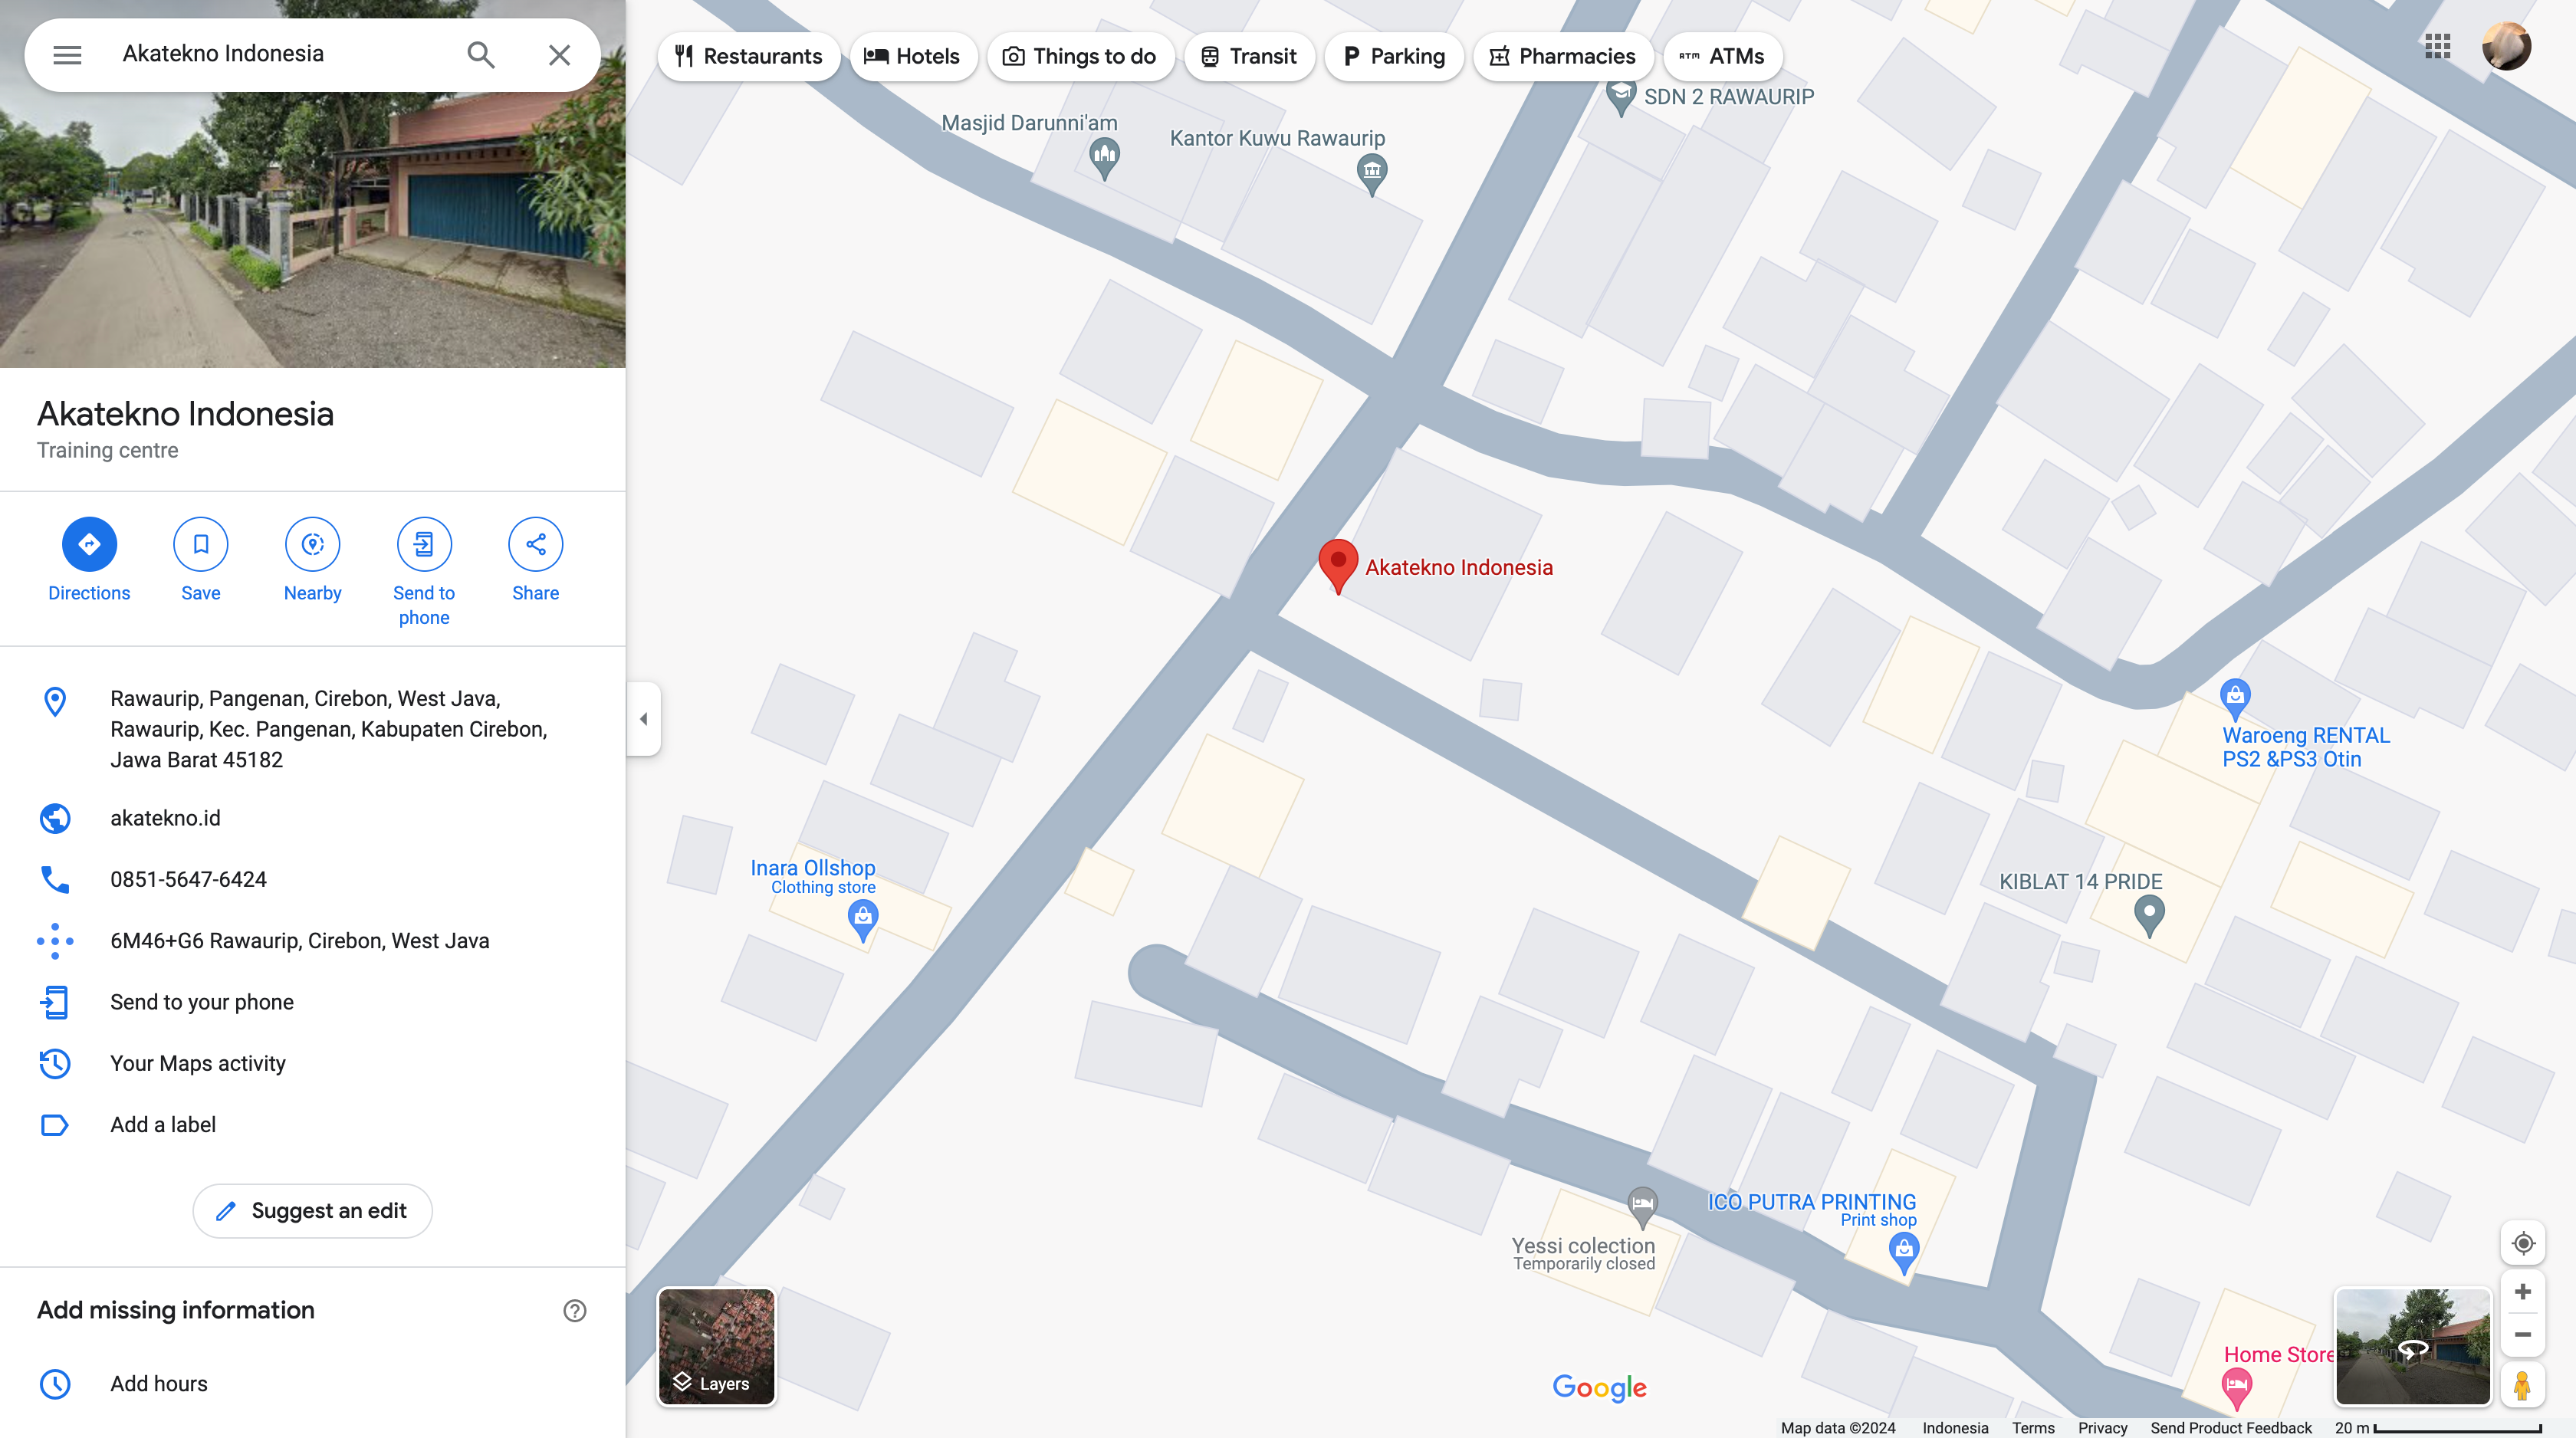 Akatekno Indonesia
Akatekno Indonesia
Training centre
Directions
Save
Nearby
Send to
phone
Share
Rawaurip, Pangenan, Cirebon, West Java,
Rawaurip, Kec. Pangenan, Kabupaten Cirebon,
Jawa Barat 45182
akatekno.id
0851-5647-6424
6M46+G6 Rawaurip, Cirebon, West Java
Send to your phone
Your Maps activity
Add a label
Suggest an edit
Add missing information
Add hours
Restaurants
Hotels
Things to do
Transit
Parking
Pharmacies
ATM ATMs
SDN 2 RAWAURIP
Masjid Darunni'am
Kantor Kuwu Rawaurip
Akatekno Indonesia
Waroeng RENTAL
PS2 &PS3 Otin
Inara Ollshop
Clothing store
KIBLAT 14 PRIDE
ICO PUTRA PRINTING
Print shop
Yessi colection
Temporarily closed
Home Store
Layers
Google
Map data ©2024 Indonesia Terms Privacy Send Product Feedback 20 m